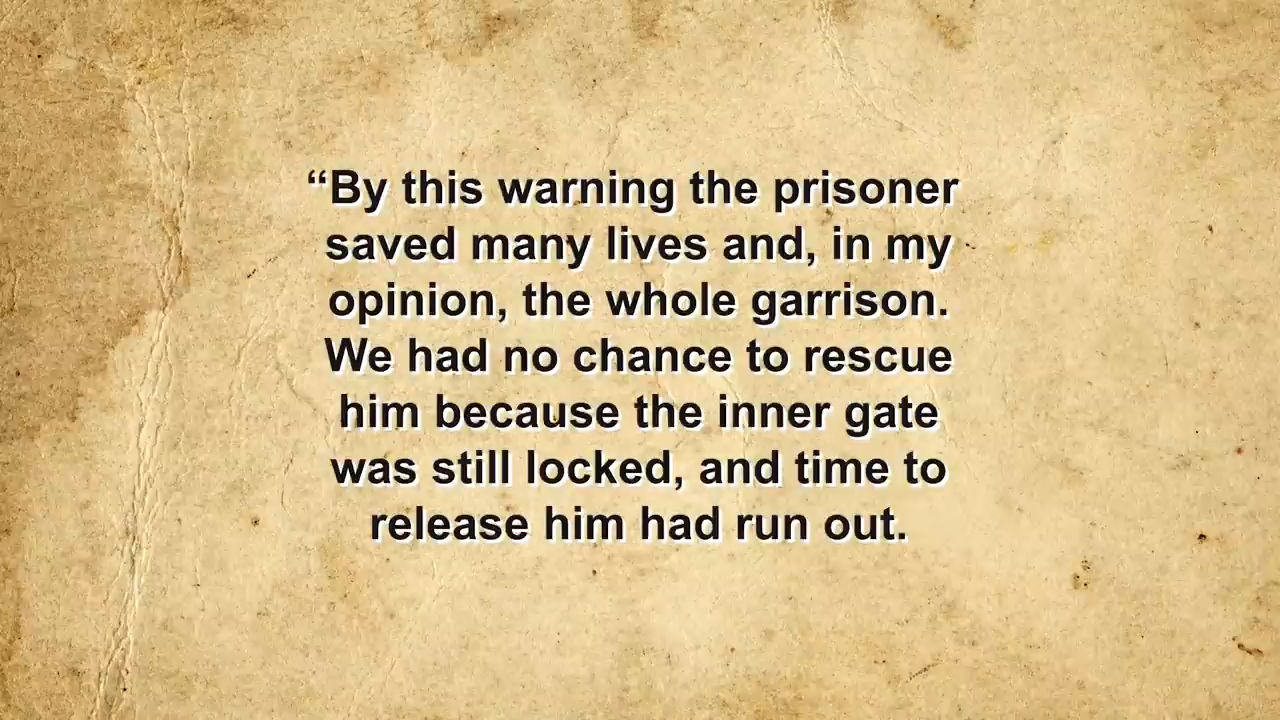 “By this warning the prisoner
saved many lives and, in my
opinion, the whole garrison.
We had no chance to rescue
him because the inner gate
was still locked, and time to
release him had run out.